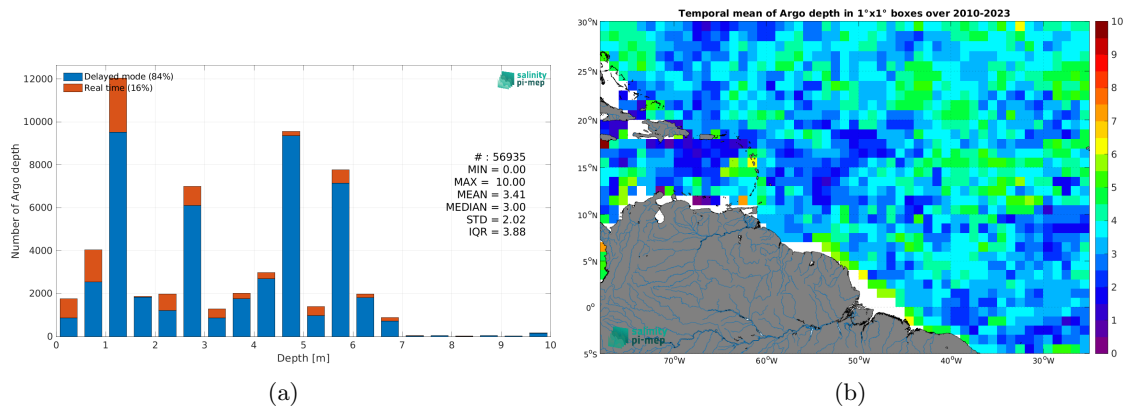 Delayed mode (84%)
Real time (16%)
salinity
pi-mep
12000
10000
8000
6000
4000
2000
0
Number of Argo depth
# : 56935
MIN = 0.00
MAX = 10.00
MEAN = 3.41
MEDIAN = 3.00
STD = 2.02
IQR = 3.88
0 1 2 3 4 5 6 7 8 9 10
Depth [m]
(a)
Temporal mean of Argo depth in 1°x1° boxes over 2010-2023
30°N
25°N
20°N
15°N
10°N
5°N
0°
5°S
70°W 60°W 50°W 40°W 30°W
salinity
pi-mep
10
9
8
7
6
5
4
3
2
1
0
(b)